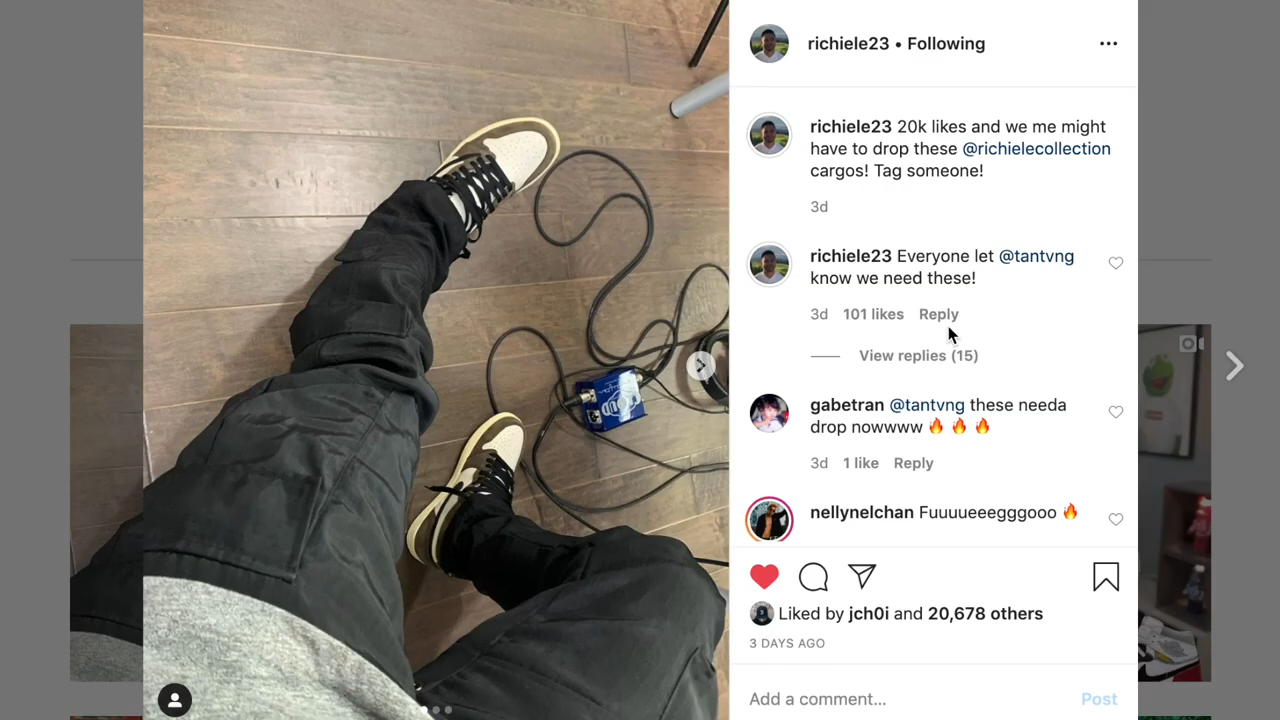 richiele23 • Following
richiele23 20k likes and we me might
have to drop these @richielecollection
cargos! Tag someone!
3d
richiele23 Everyone let @tantvng
know we need these!
3d 101 likes Reply
View replies (15)
gabetran @tantvng these needa
drop nowwww 🔥 🔥 🔥
3d 1 like Reply
nellynelchan Fuuueeegggooo 🔥
Liked by jch0i and 20,678 others
3 DAYS AGO
Add a comment... Post